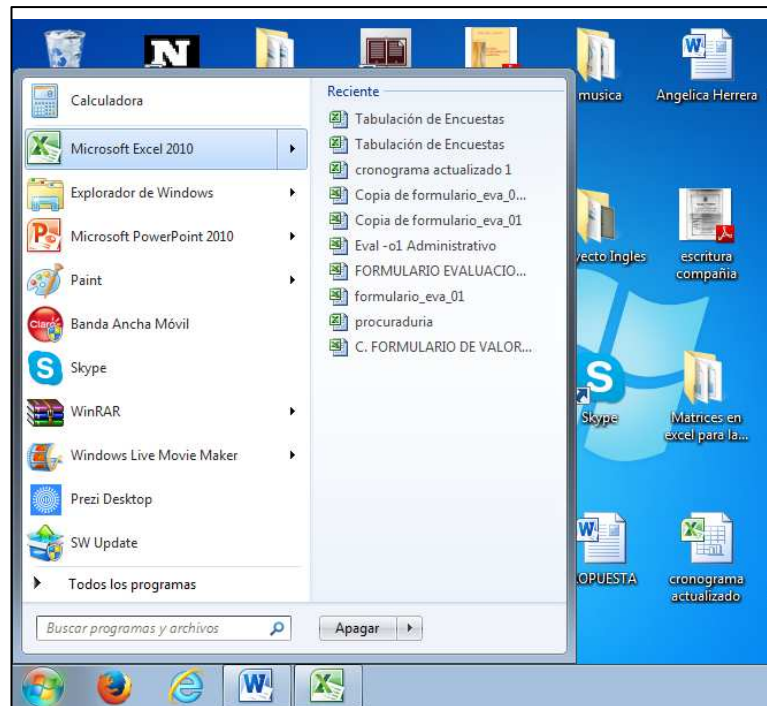 Calculadora
Microsoft Excel 2010
Explorador de Windows
Microsoft PowerPoint 2010
Paint
Banda Ancha Móvil
Skype
WinRAR
Windows Live Movie Maker
Prezi Desktop
SW Update
Todos los programas
Buscar programas y archivos
Reciente
Tabulación de Encuestas
Tabulación de Encuestas
cronograma actualizado 1
Copia de formulario_eva_0...
Copia de formulario_eva_01
Eval -o1 Administrativo
FORMULARIO EVALUACIO...
formulario_eva_01
procuraduria
C. FORMULARIO DE VALOR...
Apagar
musica
Angelica Herrera
yecto Ingles
escritura
compañia
Skype
Matrices en
excel para la...
OPUESTA
cronograma
actualizado